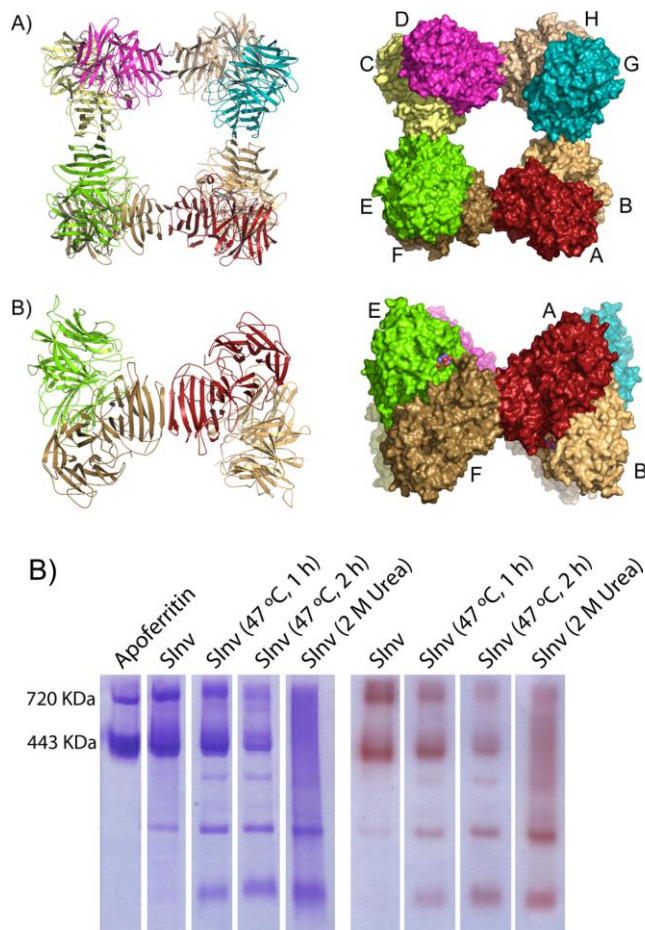 A)
D
H
C
G
E
B
F
A
B)
E
A
F
B
B)
Apoferritin
SInv
SInv (47 ºC, 1 h)
SInv (47 ºC, 2 h)
SInv (2 M Urea)
SInv
SInv (47 ºC, 1 h)
SInv (47 ºC, 2 h)
SInv (2 M Urea)
720 KDa
443 KDa